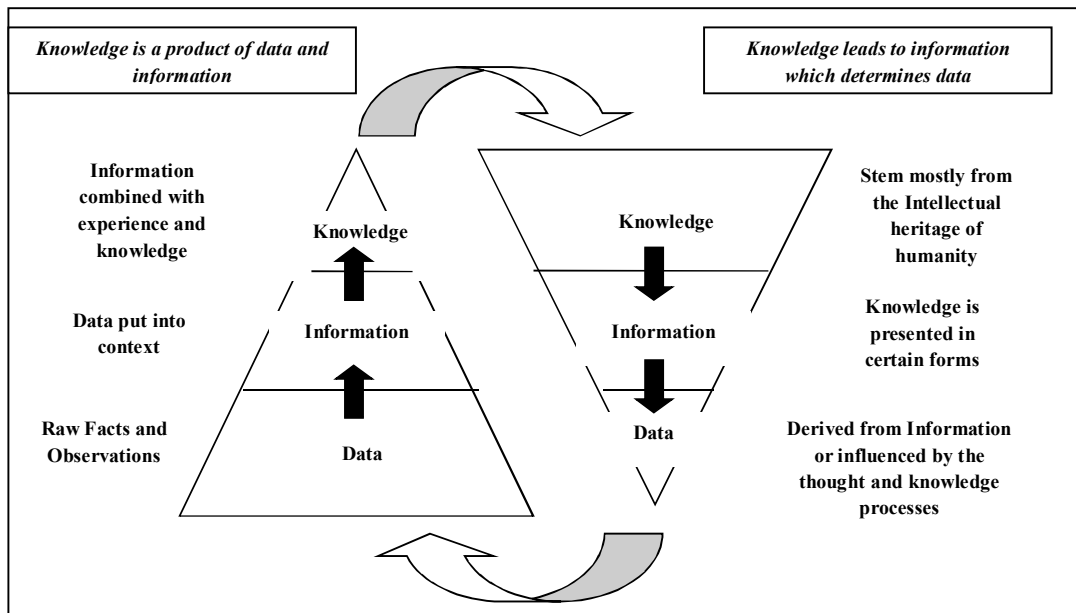 Knowledge is a product of data and
information
Knowledge leads to information
which determines data
Information
combined with
experience and
knowledge
Knowledge
Data put into
context
Information
Raw Facts and
Observations
Data
Knowledge
Stem mostly from
the Intellectual
heritage of
humanity
Information
Knowledge is
presented in
certain forms
Data
Derived from Information
or influenced by the
thought and knowledge
processes